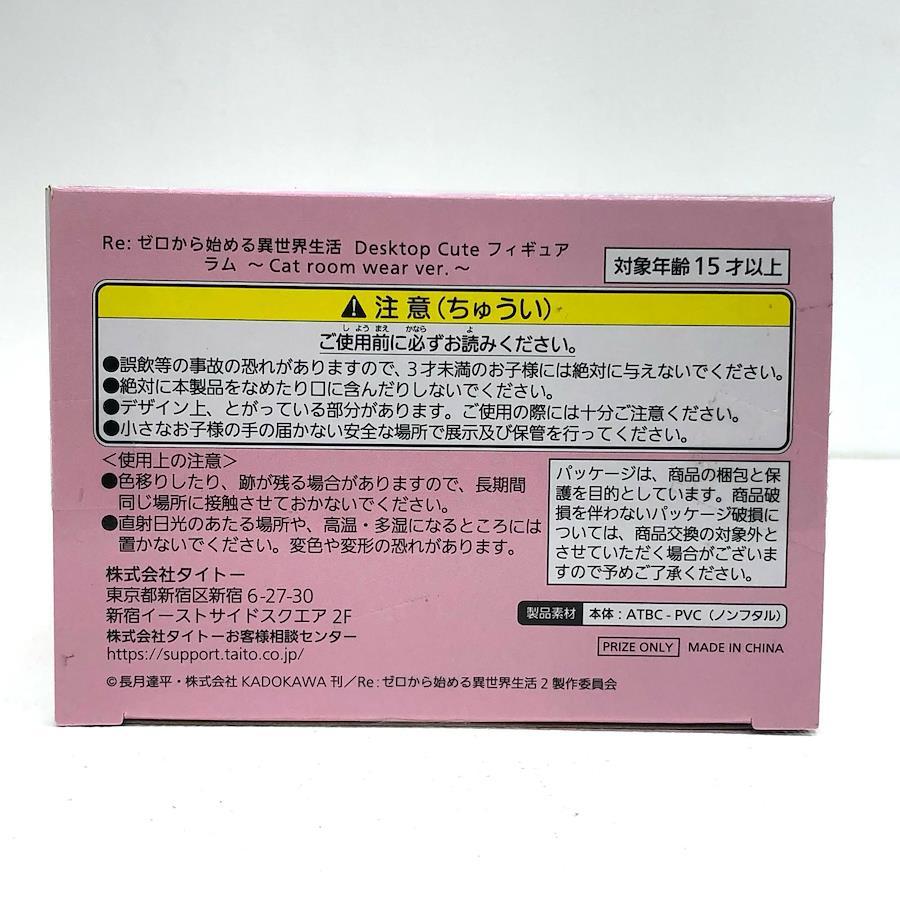 Re: ゼロから始める異世界生活 Desktop Cute フィギュア
ラム ～ Cat room wear ver. ～
対象年齢 15 才以上
注 意（ちゅうい）
しようまえ かなら よ
ご使用前に必ずお読みください。
●誤飲等の事故の恐れがありますので、3才未満のお子様には絶対に与えないでください。
●絶対に本製品をなめたり口に含んだりしないでください。
●デザイン上、とがっている部分があります。ご使用の際には十分ご注意ください。
●小さなお子様の手の届かない安全な場所で展示及び保管を行ってください。
＜使用上の注意＞
●色移りしたり、跡が残る場合がありますので、長期間
同じ場所に接触させておかないでください。
●直射日光のあたる場所や、高温・多湿になるところには
置かないでください。変色や変形の恐れがあります。
パッケージは、商品の梱包と保
護を目的としています。商品破
損を伴わないパッケージ破損に
ついては、商品交換の対象外と
させていただく場合がございま
すので予めご了承ください。
株式会社タイトー
東京都新宿区新宿 6-27-30
新宿イーストサイドスクエア 2F
株式会社タイトーお客様相談センター
https://support.taito.co.jp/
製品素材 本体：ATBC - PVC（ノンフタル）
PRIZE ONLY MADE IN CHINA
©長月達平・株式会社 KADOKAWA 刊／Re：ゼロから始める異世界生活 2 製作委員会